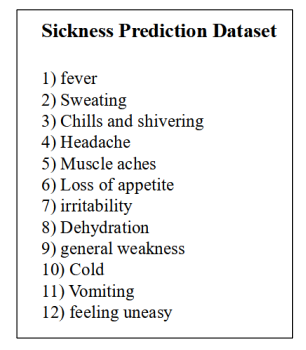 Sickness Prediction Dataset
1) fever
2) Sweating
3) Chills and shivering
4) Headache
5) Muscle aches
6) Loss of appetite
7) irritability
8) Dehydration
9) general weakness
10) Cold
11) Vomiting
12) feeling uneasy